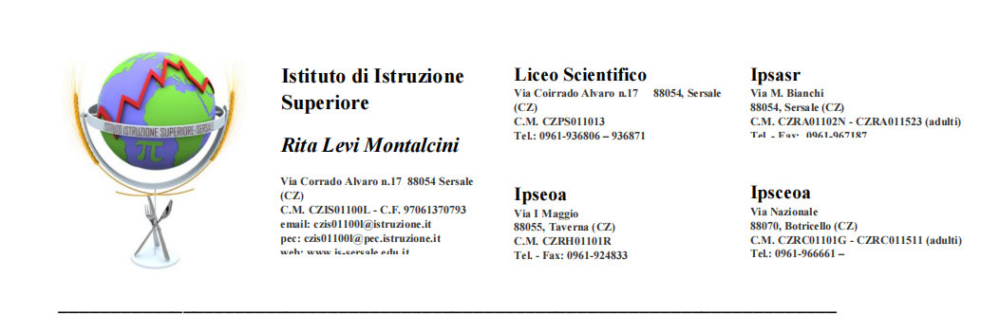 ISTITUTO ISTRUZIONE SUPERIORE-SERSALE
π
Istituto di Istruzione
Superiore
Rita Levi Montalcini
Via Corrado Alvaro n.17 88054 Sersale
(CZ)
C.M. CZIS01100L - C.F. 97061370793
email: czis01100l@istruzione.it
pec: czis01100l@pec.istruzione.it
web: www.is-sersale.edu.it
Liceo Scientifico
Via Coirrado Alvaro n.17 88054, Sersale
(CZ)
C.M. CZPS011013
Tel.: 0961-936806 – 936871
Ipseoa
Via I Maggio
88055, Taverna (CZ)
C.M. CZRH01101R
Tel. - Fax: 0961-924833
Ipsasr
Via M. Bianchi
88054, Sersale (CZ)
C.M. CZRA01102N - CZRA011523 (adulti)
Tel. - Fax: 0961-967187
Ipsceoa
Via Nazionale
88070, Botricello (CZ)
C.M. CZRC01101G - CZRC011511 (adulti)
Tel.: 0961-966661 –